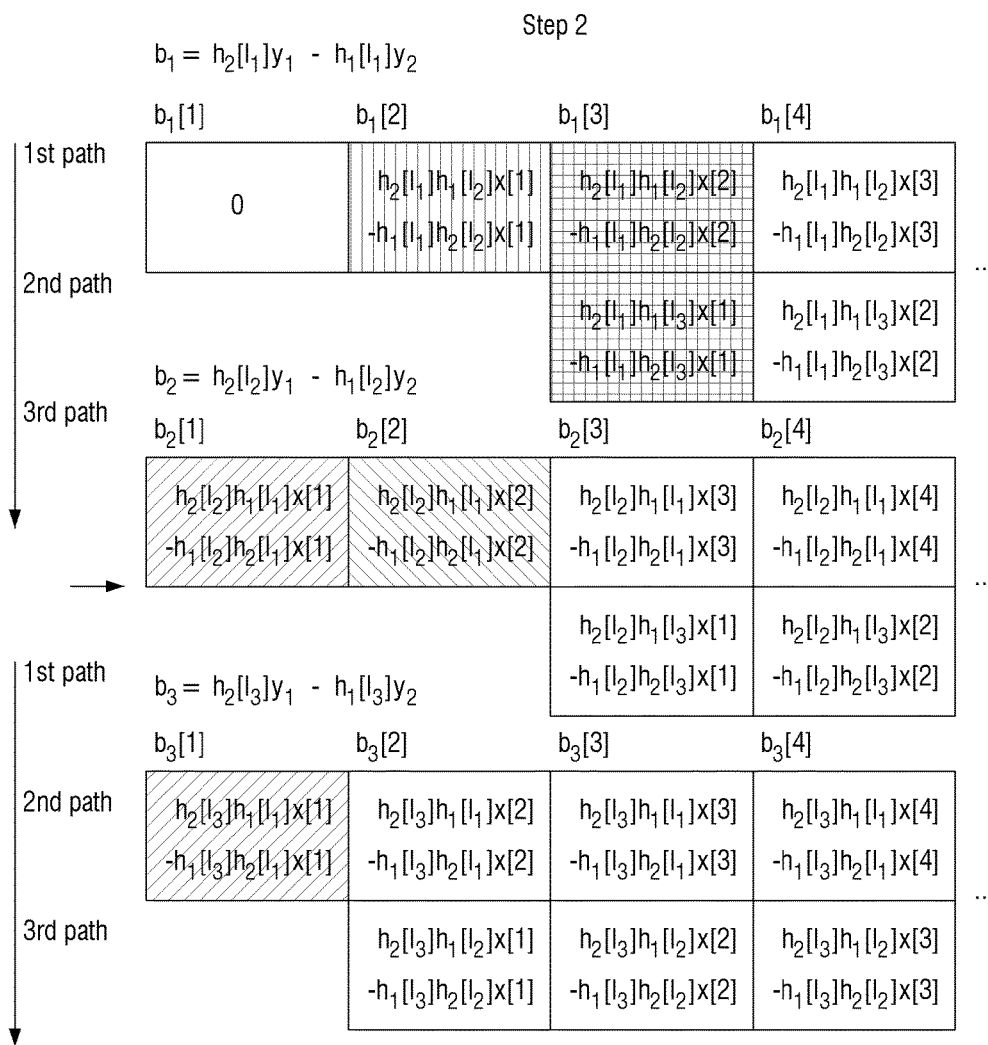 Step 2
b₁ = h₂[l₁]y₁ - h₁[l₁]y₂
b₁[1] b₁[2] b₁[3] b₁[4]
1st path
0 h₂[l₁]h₁[l₂]x[1] h₂[l₁]h₁[l₂]x[2] h₂[l₁]h₁[l₂]x[3]
-h₁[l₁]h₂[l₂]x[1] -h₁[l₁]h₂[l₂]x[2] -h₁[l₁]h₂[l₂]x[3]
..
2nd path
h₂[l₁]h₁[l₃]x[1] h₂[l₁]h₁[l₃]x[2]
-h₁[l₁]h₂[l₃]x[1] -h₁[l₁]h₂[l₃]x[2]
b₂ = h₂[l₂]y₁ - h₁[l₂]y₂
3rd path
b₂[1] b₂[2] b₂[3] b₂[4]
h₂[l₂]h₁[l₁]x[1] h₂[l₂]h₁[l₁]x[2] h₂[l₂]h₁[l₁]x[3] h₂[l₂]h₁[l₁]x[4]
-h₁[l₂]h₂[l₁]x[1] -h₁[l₂]h₂[l₁]x[2] -h₁[l₂]h₂[l₁]x[3] -h₁[l₂]h₂[l₁]x[4]
..
h₂[l₂]h₁[l₃]x[1] h₂[l₂]h₁[l₃]x[2]
-h₁[l₂]h₂[l₃]x[1] -h₁[l₂]h₂[l₃]x[2]
1st path
b₃ = h₂[l₃]y₁ - h₁[l₃]y₂
b₃[1] b₃[2] b₃[3] b₃[4]
2nd path
h₂[l₃]h₁[l₁]x[1] h₂[l₃]h₁[l₁]x[2] h₂[l₃]h₁[l₁]x[3] h₂[l₃]h₁[l₁]x[4]
-h₁[l₃]h₂[l₁]x[1] -h₁[l₃]h₂[l₁]x[2] -h₁[l₃]h₂[l₁]x[3] -h₁[l₃]h₂[l₁]x[4]
..
3rd path
h₂[l₃]h₁[l₂]x[1] h₂[l₃]h₁[l₂]x[2] h₂[l₃]h₁[l₂]x[3]
-h₁[l₃]h₂[l₂]x[1] -h₁[l₃]h₂[l₂]x[2] -h₁[l₃]h₂[l₂]x[3]